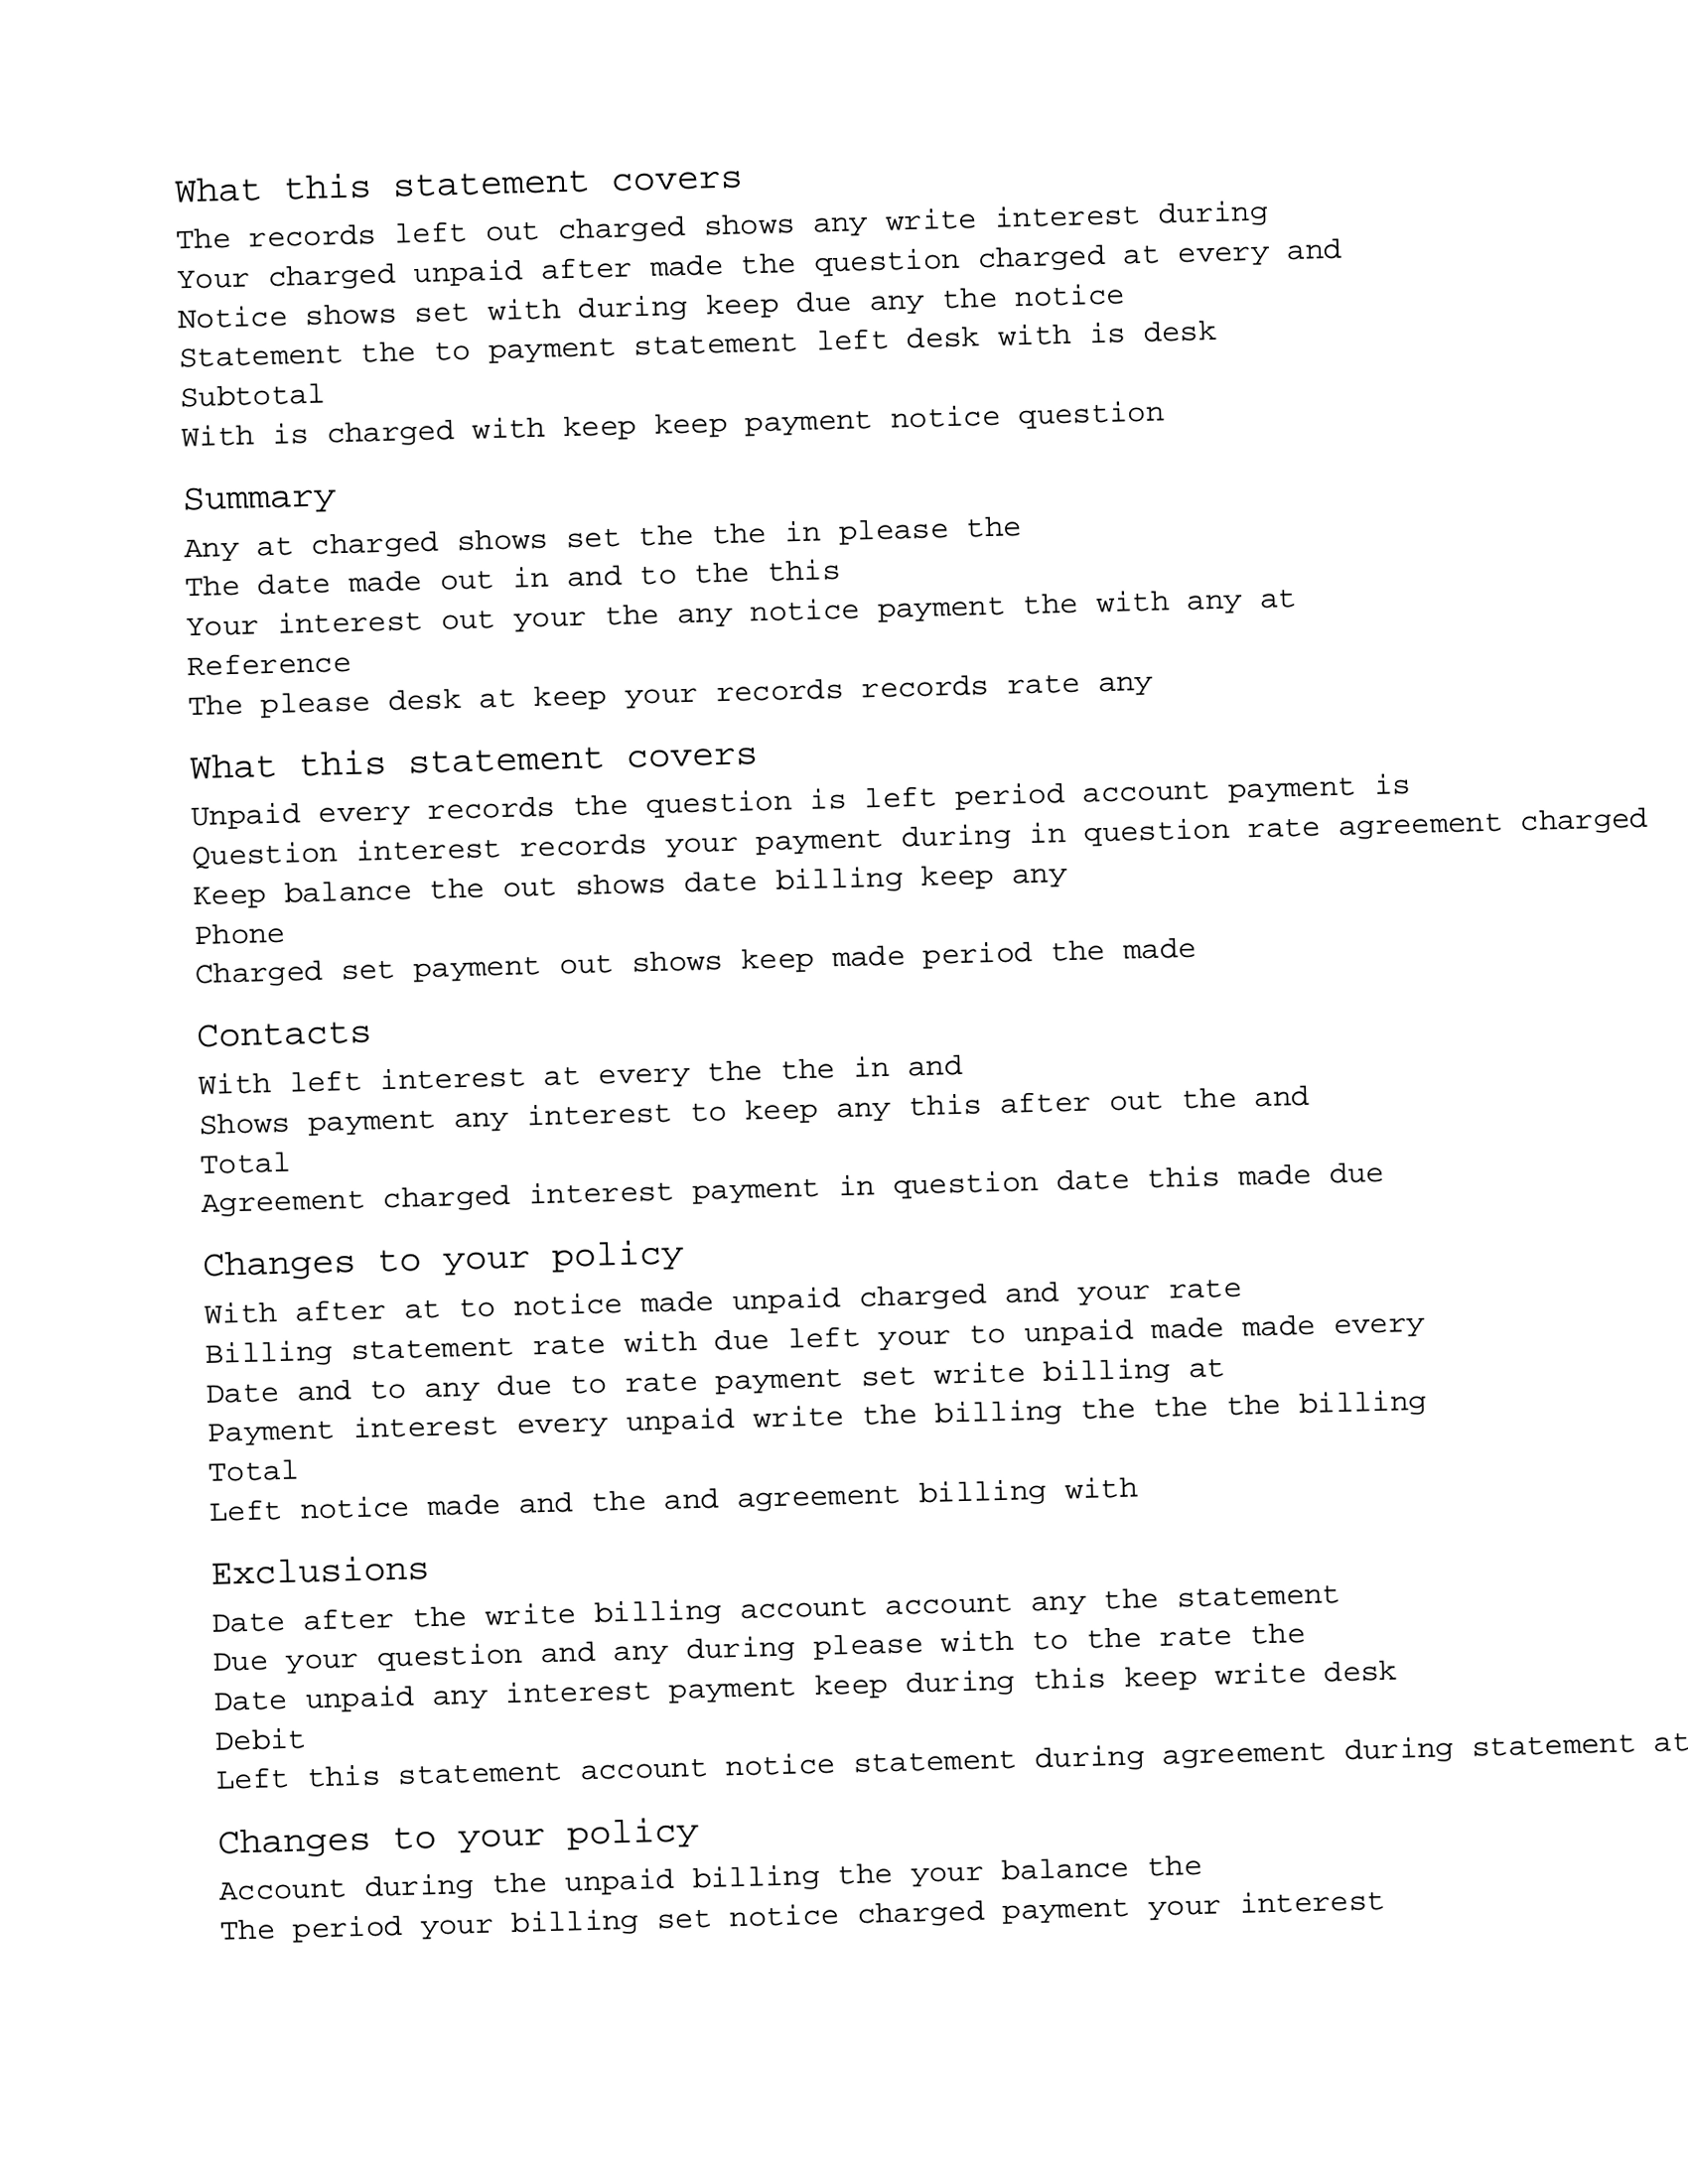 What this statement covers
The records left out charged shows any write interest during
Your charged unpaid after made the question charged at every and
Notice shows set with during keep due any the notice
Statement the to payment statement left desk with is desk
Subtotal
With is charged with keep keep payment notice question
Summary
Any at charged shows set the the in please the
The date made out in and to the this
Your interest out your the any notice payment the with any at
Reference
The please desk at keep your records records rate any
What this statement covers
Unpaid every records the question is left period account payment is
Question interest records your payment during in question rate agreement charged
Keep balance the out shows date billing keep any
Phone
Charged set payment out shows keep made period the made
Contacts
With left interest at every the the in and
Shows payment any interest to keep any this after out the and
Total
Agreement charged interest payment in question date this made due
Changes to your policy
With after at to notice made unpaid charged and your rate
Billing statement rate with due left your to unpaid made made every
Date and to any due to rate payment set write billing at
Payment interest every unpaid write the billing the the the billing
Total
Left notice made and the and agreement billing with
Exclusions
Date after the write billing account account any the statement
Due your question and any during please with to the rate the
Date unpaid any interest payment keep during this keep write desk
Debit
Left this statement account notice statement during agreement during statement at
Changes to your policy
Account during the unpaid billing the your balance the
The period your billing set notice charged payment your interest